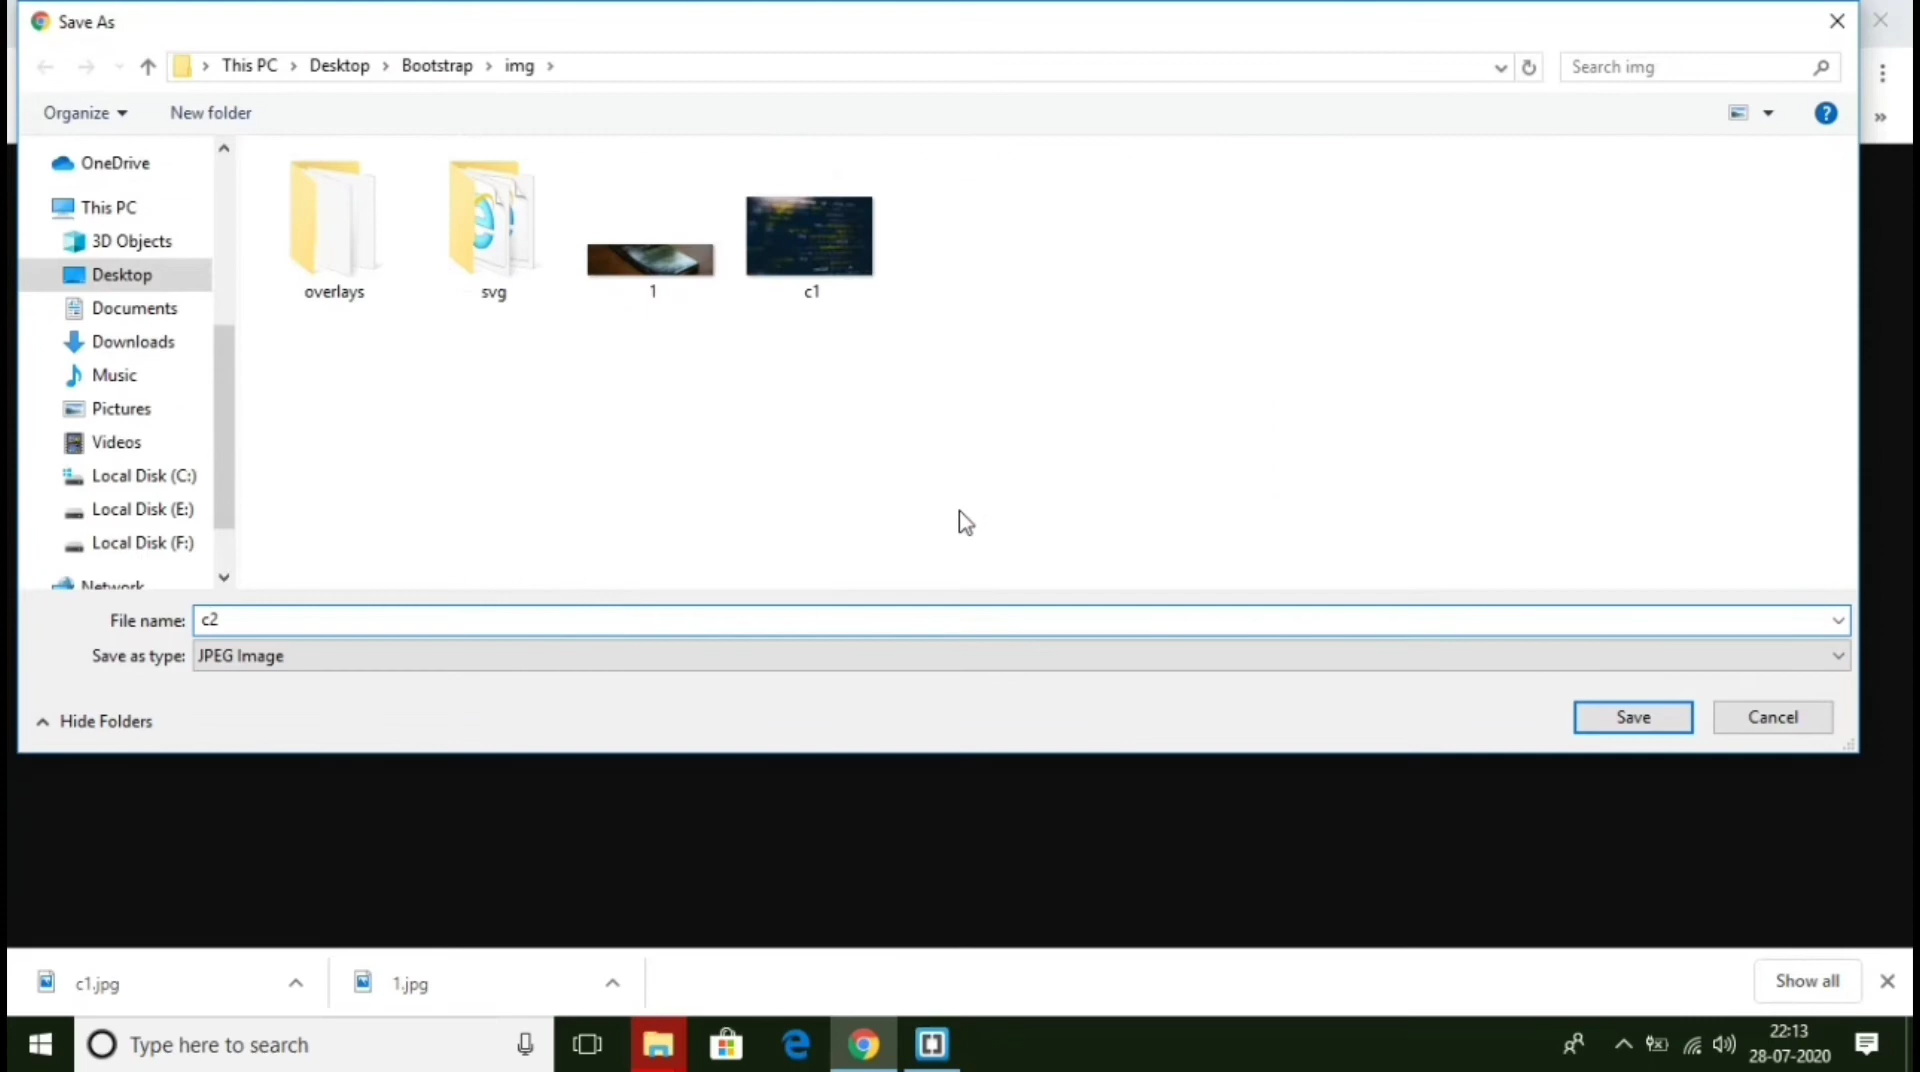 Save As
This PC > Desktop > Bootstrap > img >
Search img
Organize
New folder
OneDrive
This PC
3D Objects
Desktop
Documents
Downloads
Music
Pictures
Videos
Local Disk (C:)
Local Disk (E:)
Local Disk (F:)
Network
overlays
svg
1
c1
File name: c2
Save as type: JPEG Image
Hide Folders
Save
Cancel
c1.jpg
1.jpg
Show all
Type here to search
22:13
28-07-2020